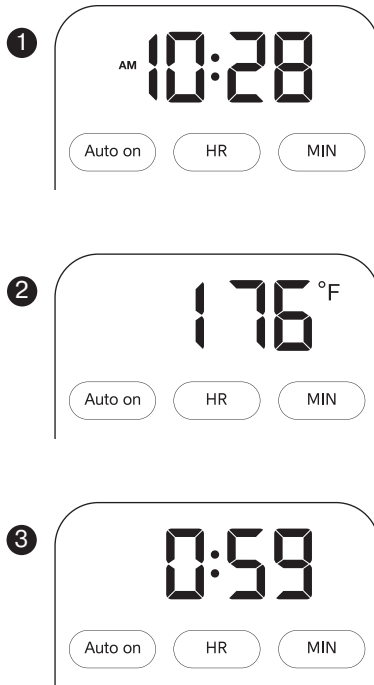 1
AM 10:28
Auto on HR MIN
2
176 °F
Auto on HR MIN
3
0:59
Auto on HR MIN